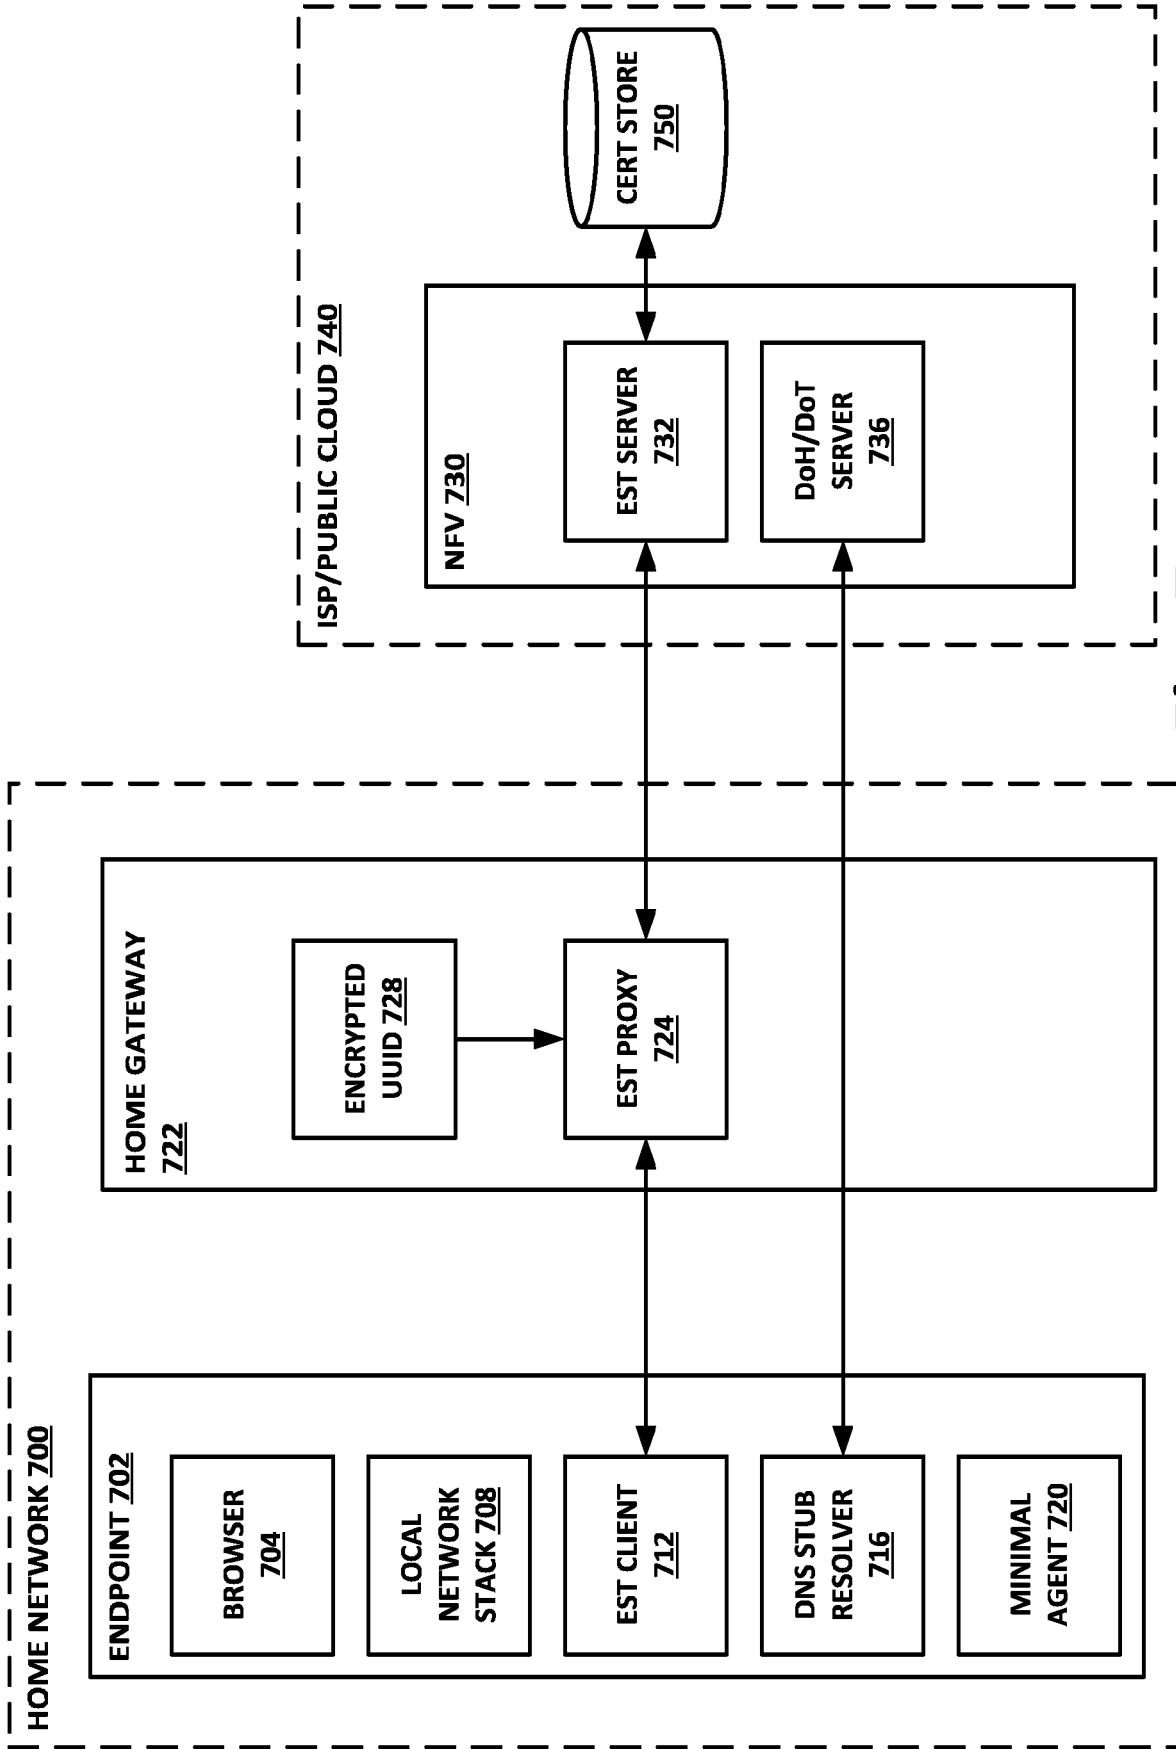 HOME NETWORK 700
ENDPOINT 702
BROWSER
704
LOCAL
NETWORK
STACK 708
EST CLIENT
712
DNS STUB
RESOLVER
716
MINIMAL
AGENT 720
HOME GATEWAY
722
ENCRYPTED
UUID 728
EST PROXY
724
ISP/PUBLIC CLOUD 740
NFV 730
EST SERVER
732
DoH/DoT
SERVER
736
CERT STORE
750